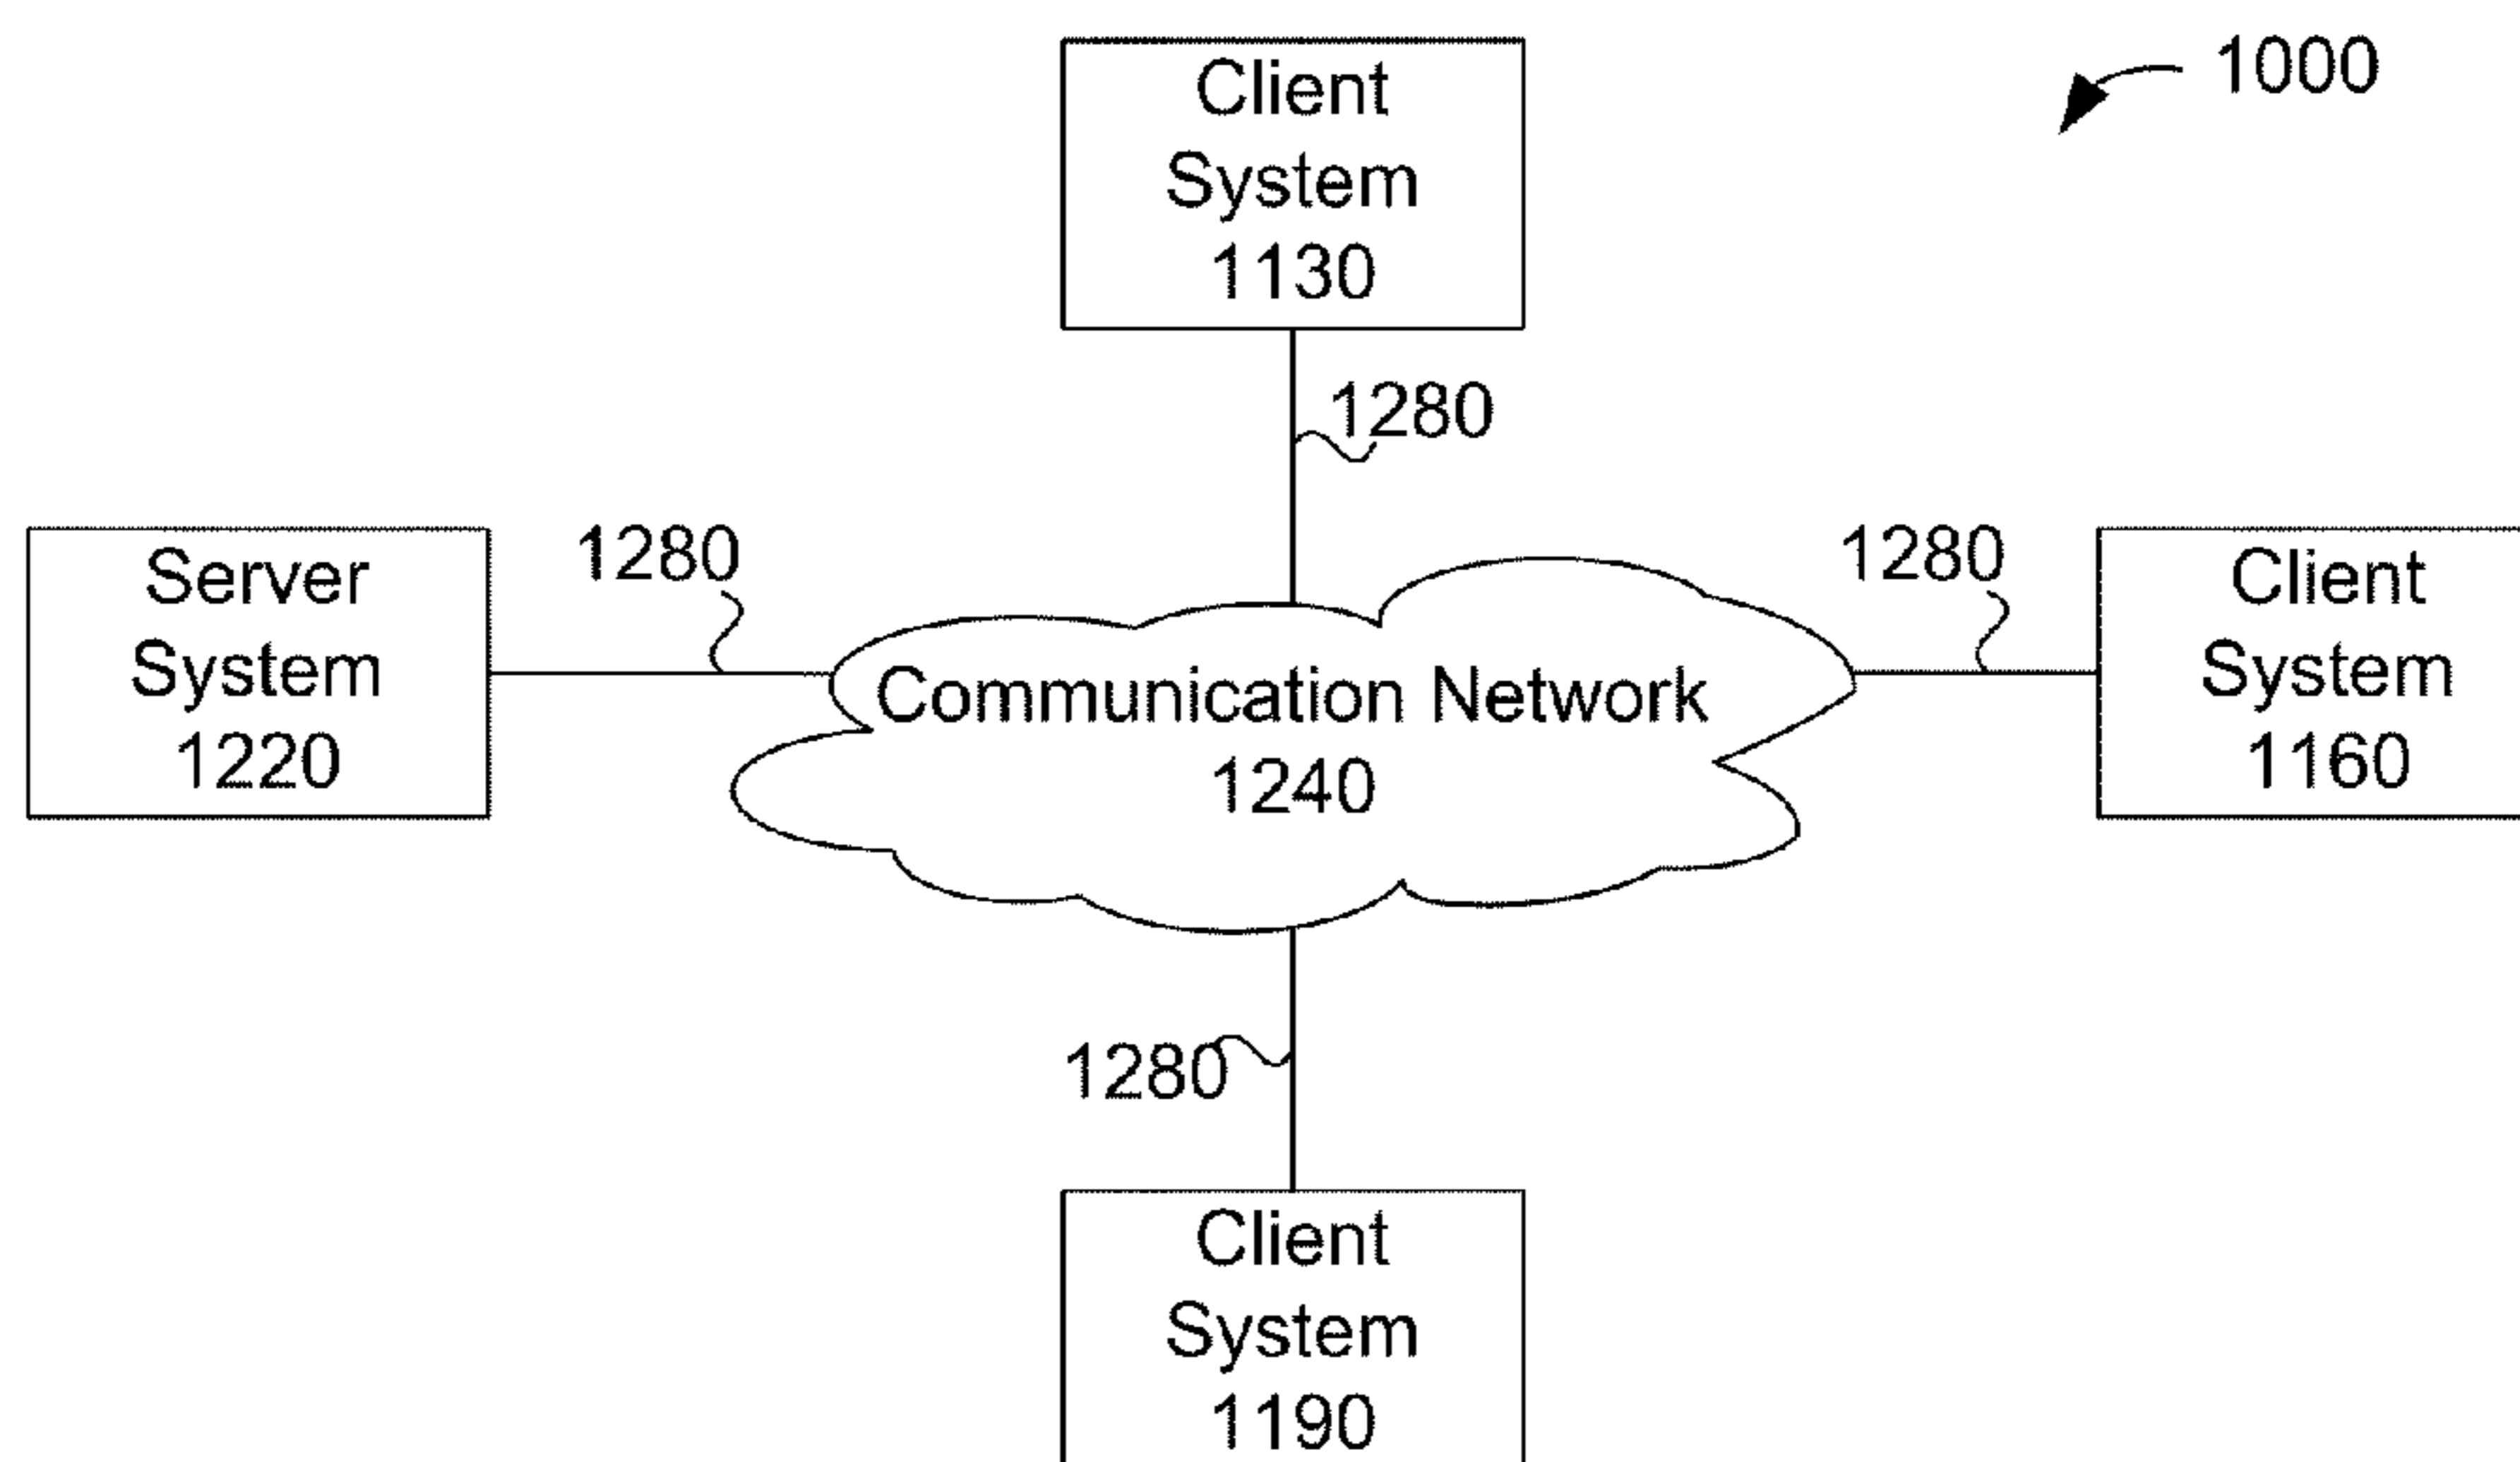 1000
Client
System
1130
1280
Server
System
1220
1280
Communication Network
1240
1280
Client
System
1160
1280
Client
System
1190